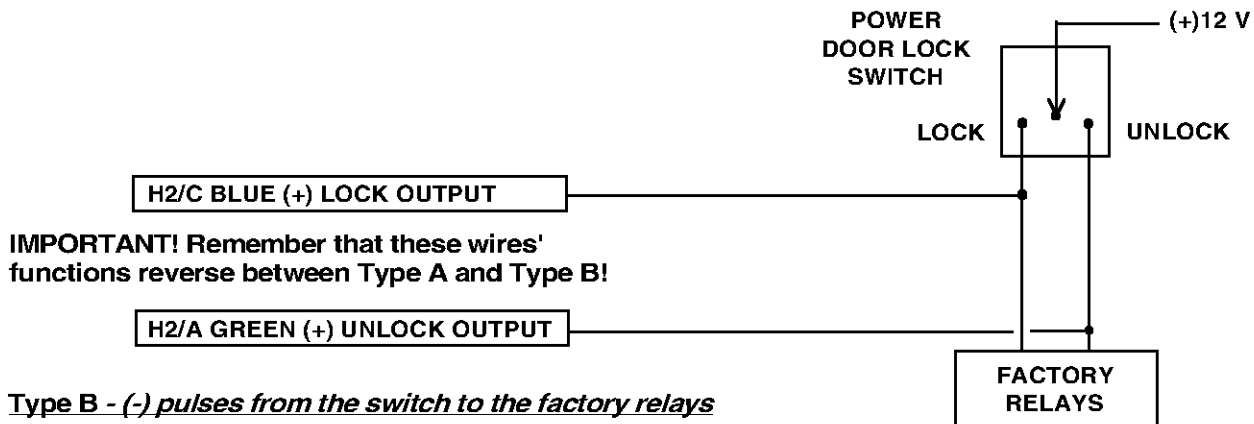 POWER
DOOR LOCK
SWITCH
(+)12 V
LOCK
UNLOCK
H2/C BLUE (+) LOCK OUTPUT
IMPORTANT! Remember that these wires'
functions reverse between Type A and Type B!
H2/A GREEN (+) UNLOCK OUTPUT
FACTORY
RELAYS
Type B - (-) pulses from the switch to the factory relays